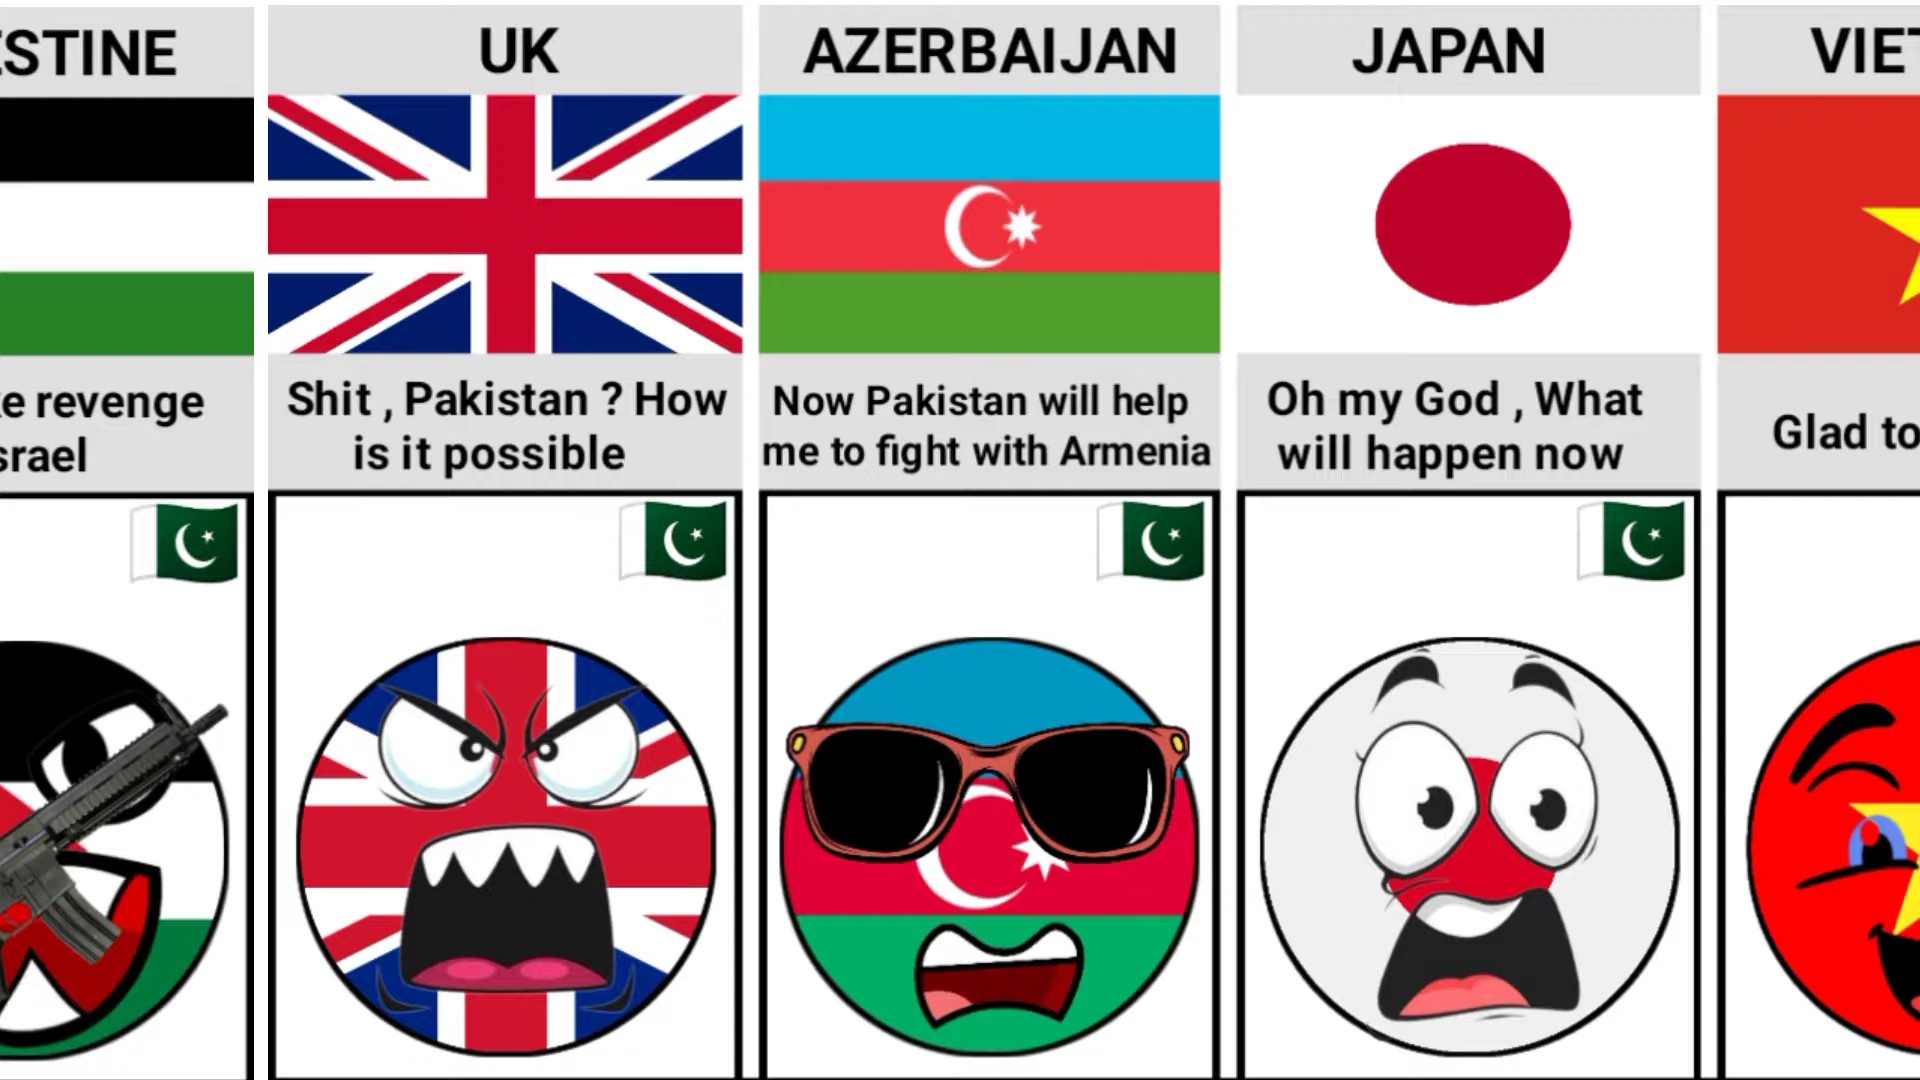 STINE
UK
AZERBAIJAN
JAPAN
VIET
revenge
srael
Shit , Pakistan ? How
is it possible
Now Pakistan will help
me to fight with Armenia
Oh my God , What
will happen now
Glad to